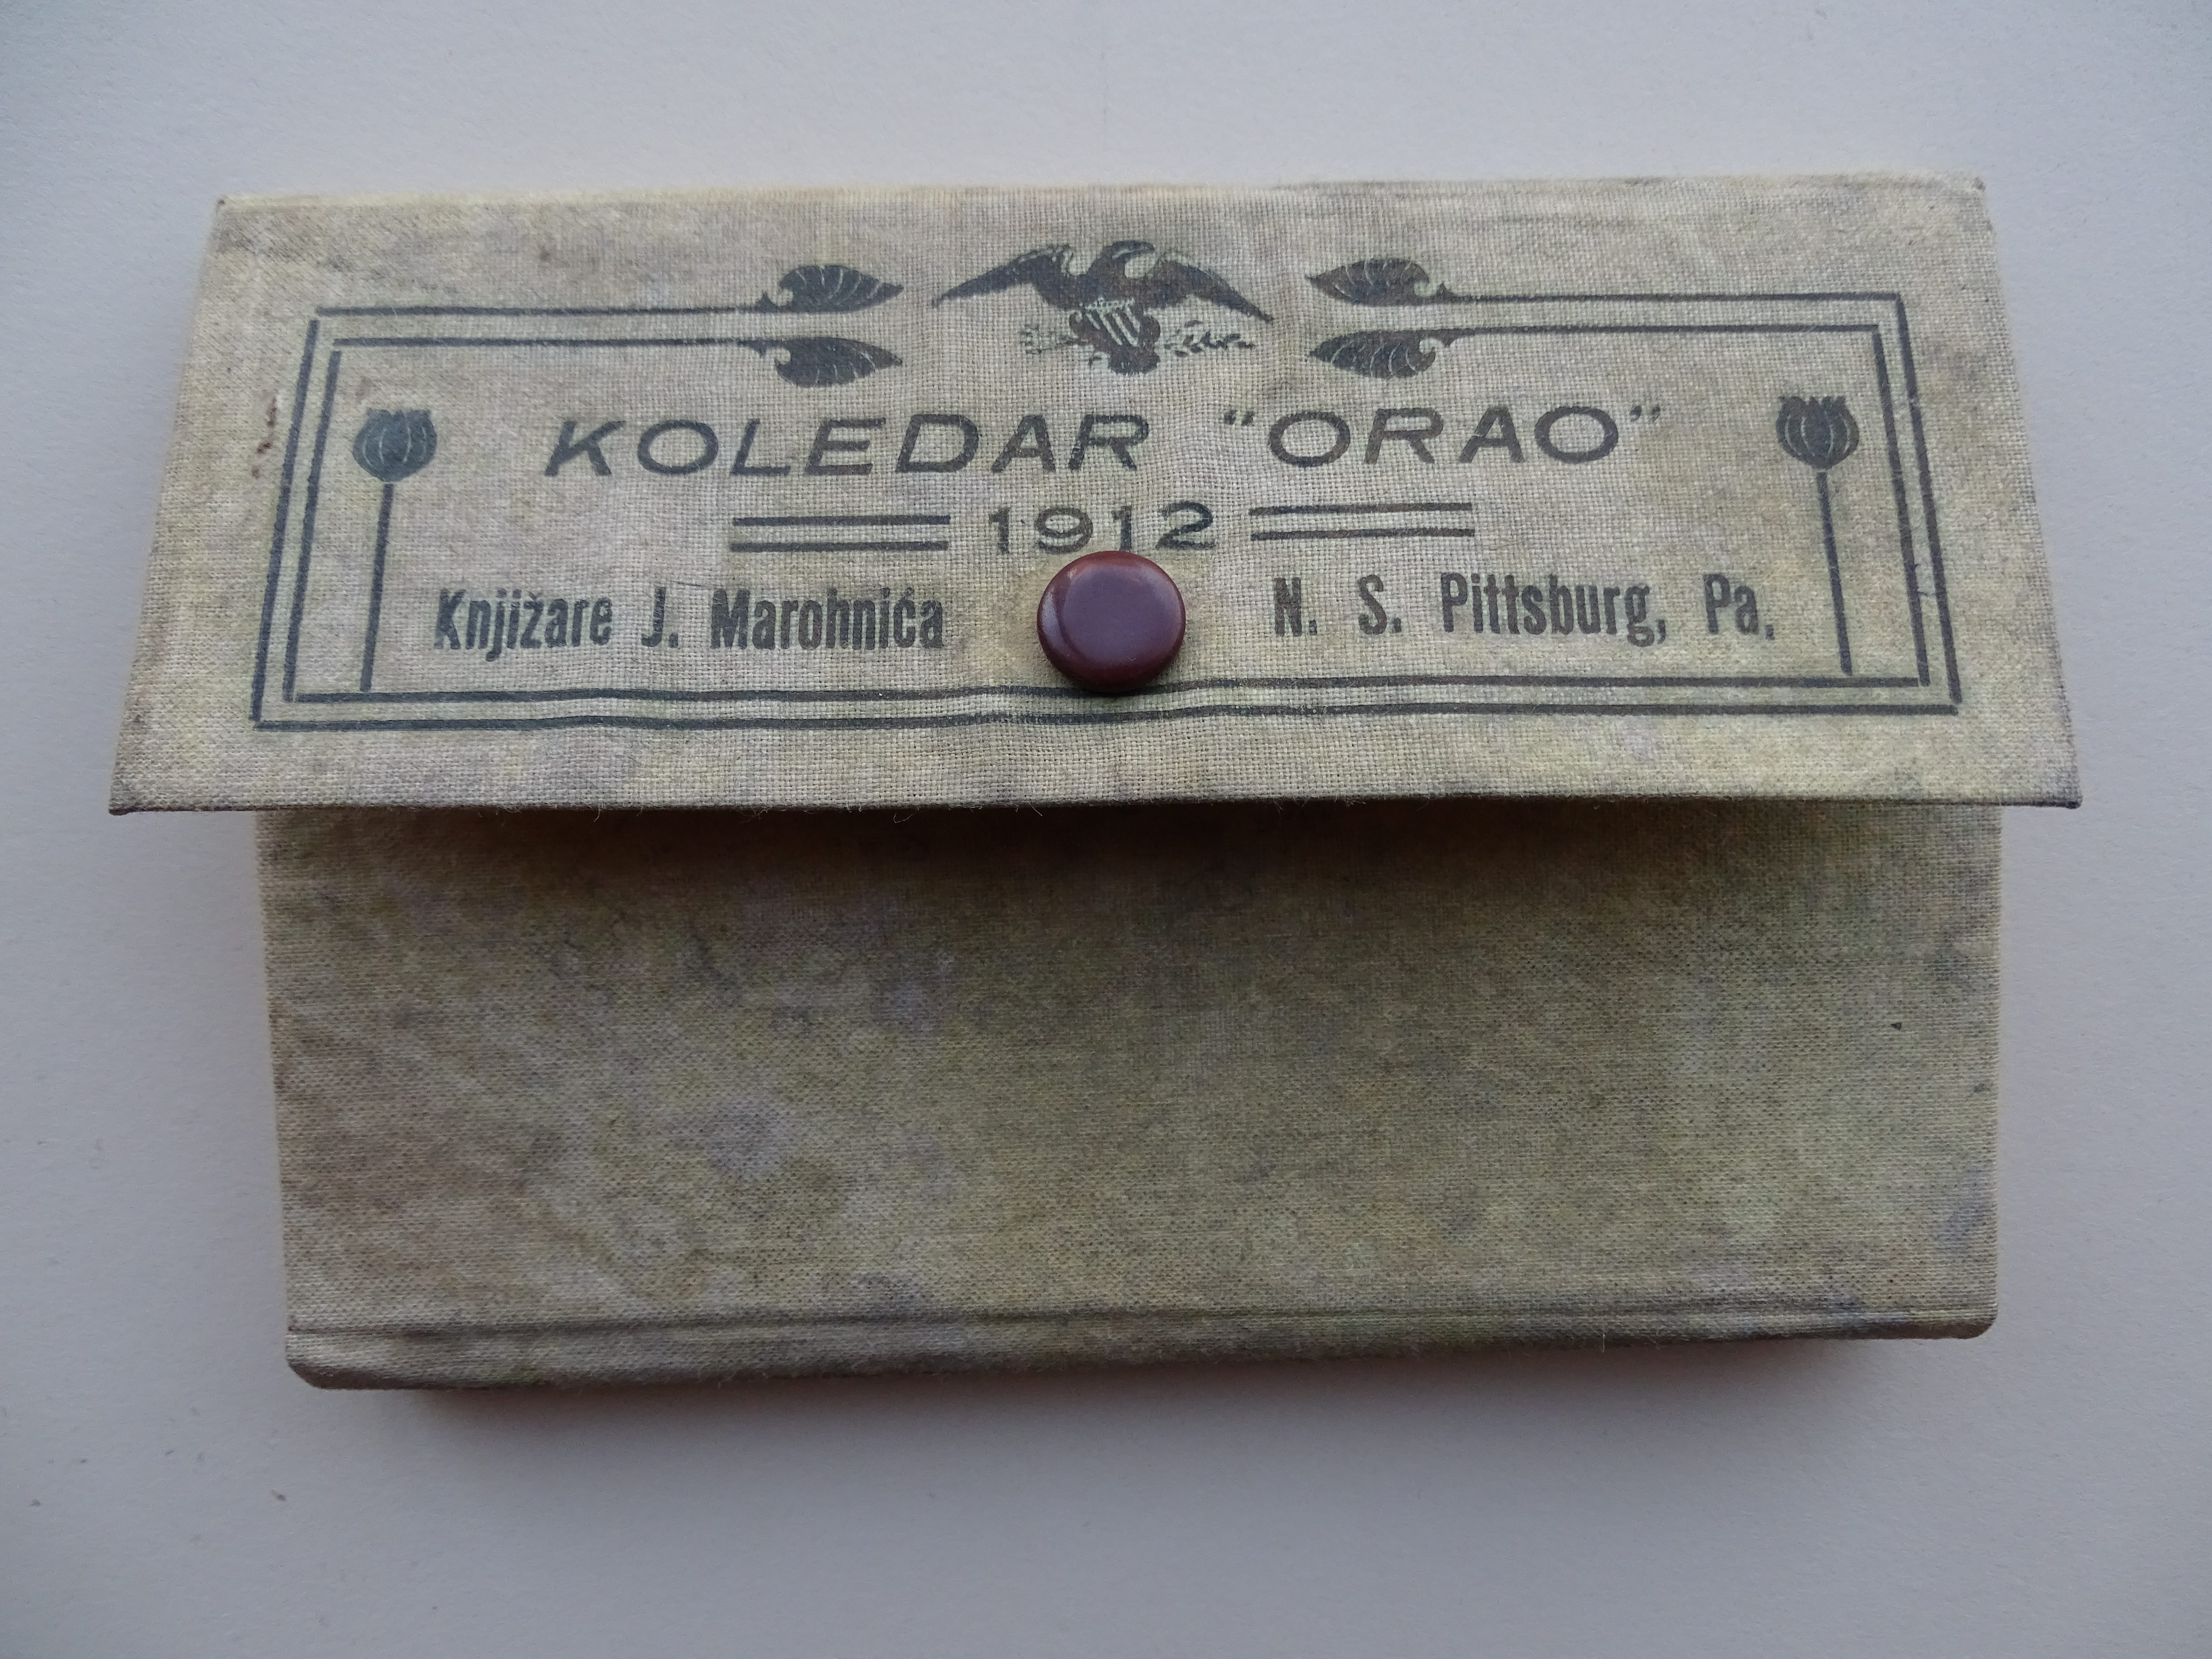 KOLEDAR "ORAO"
1912
Knjižare J. Marohnića N. S. Pittsburg, Pa.